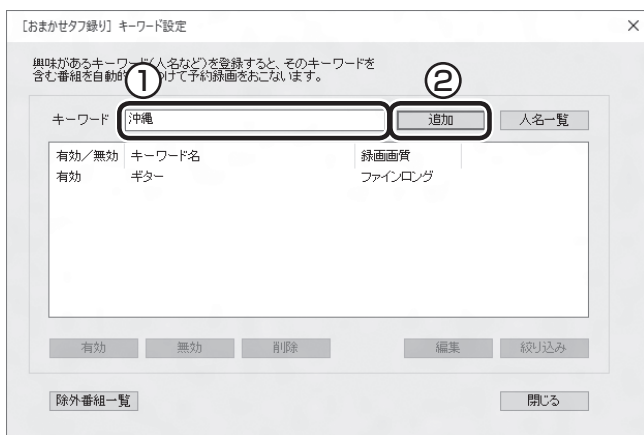 [おまかせタフ録り] キーワード設定
興味があるキーワード(人名など)を登録すると、そのキーワードを
含む番組を自動的 つけて予約録画をおこないます。
① ②
キーワード 沖縄 追加 人名一覧
有効/無効 キーワード名 録画画質
有効 ギター ファインロング
有効 無効 削除 編集 絞り込み
除外番組一覧 閉じる